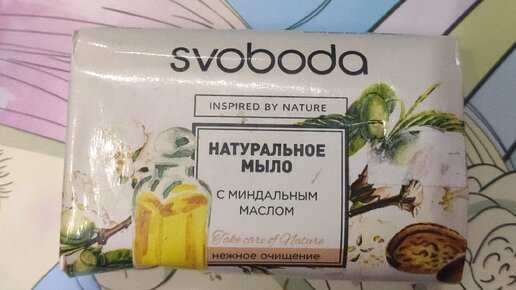 svoboda
INSPIRED BY NATURE
НАТУРАЛЬНОЕ
МЫЛО
С МИНДАЛЬНЫМ
МАСЛОМ
Take care of Nature
нежное очищение